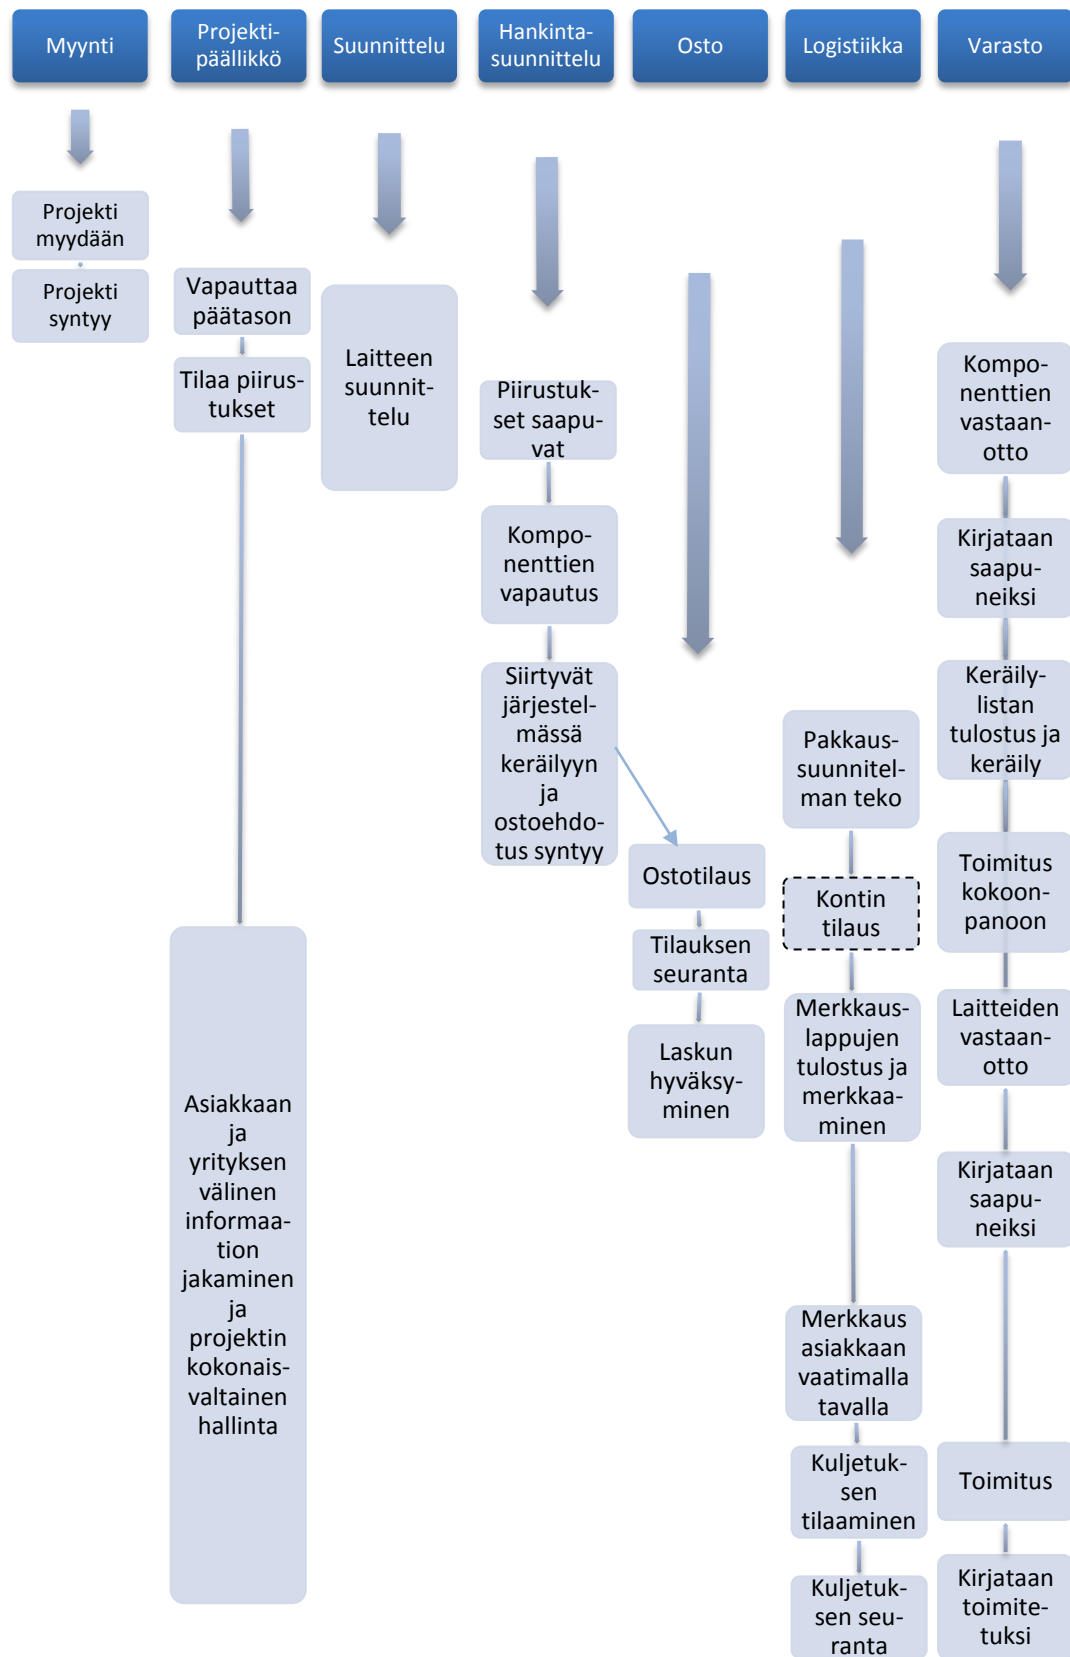 Myynti
Projekti-
päällikkö
Suunnittelu
Hankinta-
suunnittelu
Osto
Logistiikka
Varasto
Projekti
myydään
Projekti
syntyy
Vapauttaa
päätason
Tilaa piirus-
tukset
Asiakkaan
ja
yrityksen
välinen
informaa-
tion
jakaminen
ja
projektin
kokonais-
valtainen
hallinta
Laitteen
suunnit-
telu
Piirustuk-
set saapu-
vat
Kompo-
nenttien
vapautus
Siirtyvät
järjestel-
mässä
keräilyyn
ja
ostoehdo-
tus syntyy
Ostotilaus
Tilauksen
seuranta
Laskun
hyväksy-
minen
Pakkaus-
suunnitel-
man teko
Kontin
tilaus
Merkkaus-
lappujen
tulostus ja
merkkaa-
minen
Merkkaus
asiakkaan
vaatimalla
tavalla
Kuljetuk-
sen
tilaaminen
Kuljetuk-
sen seu-
ranta
Kompo-
nenttien
vastaan-
otto
Kirjataan
saapu-
neiksi
Keräily-
listan
tulostus ja
keräily
Toimitus
kokoon-
panoon
Laitteiden
vastaan-
otto
Kirjataan
saapu-
neiksi
Toimitus
Kirjataan
toimite-
tuksi